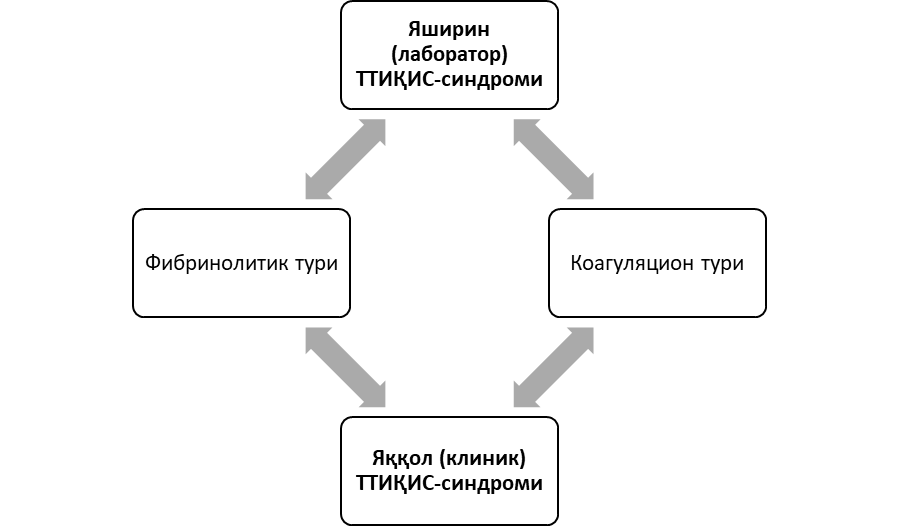 Яширин
(лаборатор)
ТТИҚИС-синдроми
Фибринолитик тури
Коагуляцион тури
Яққол (клиник)
ТТИҚИС-синдроми